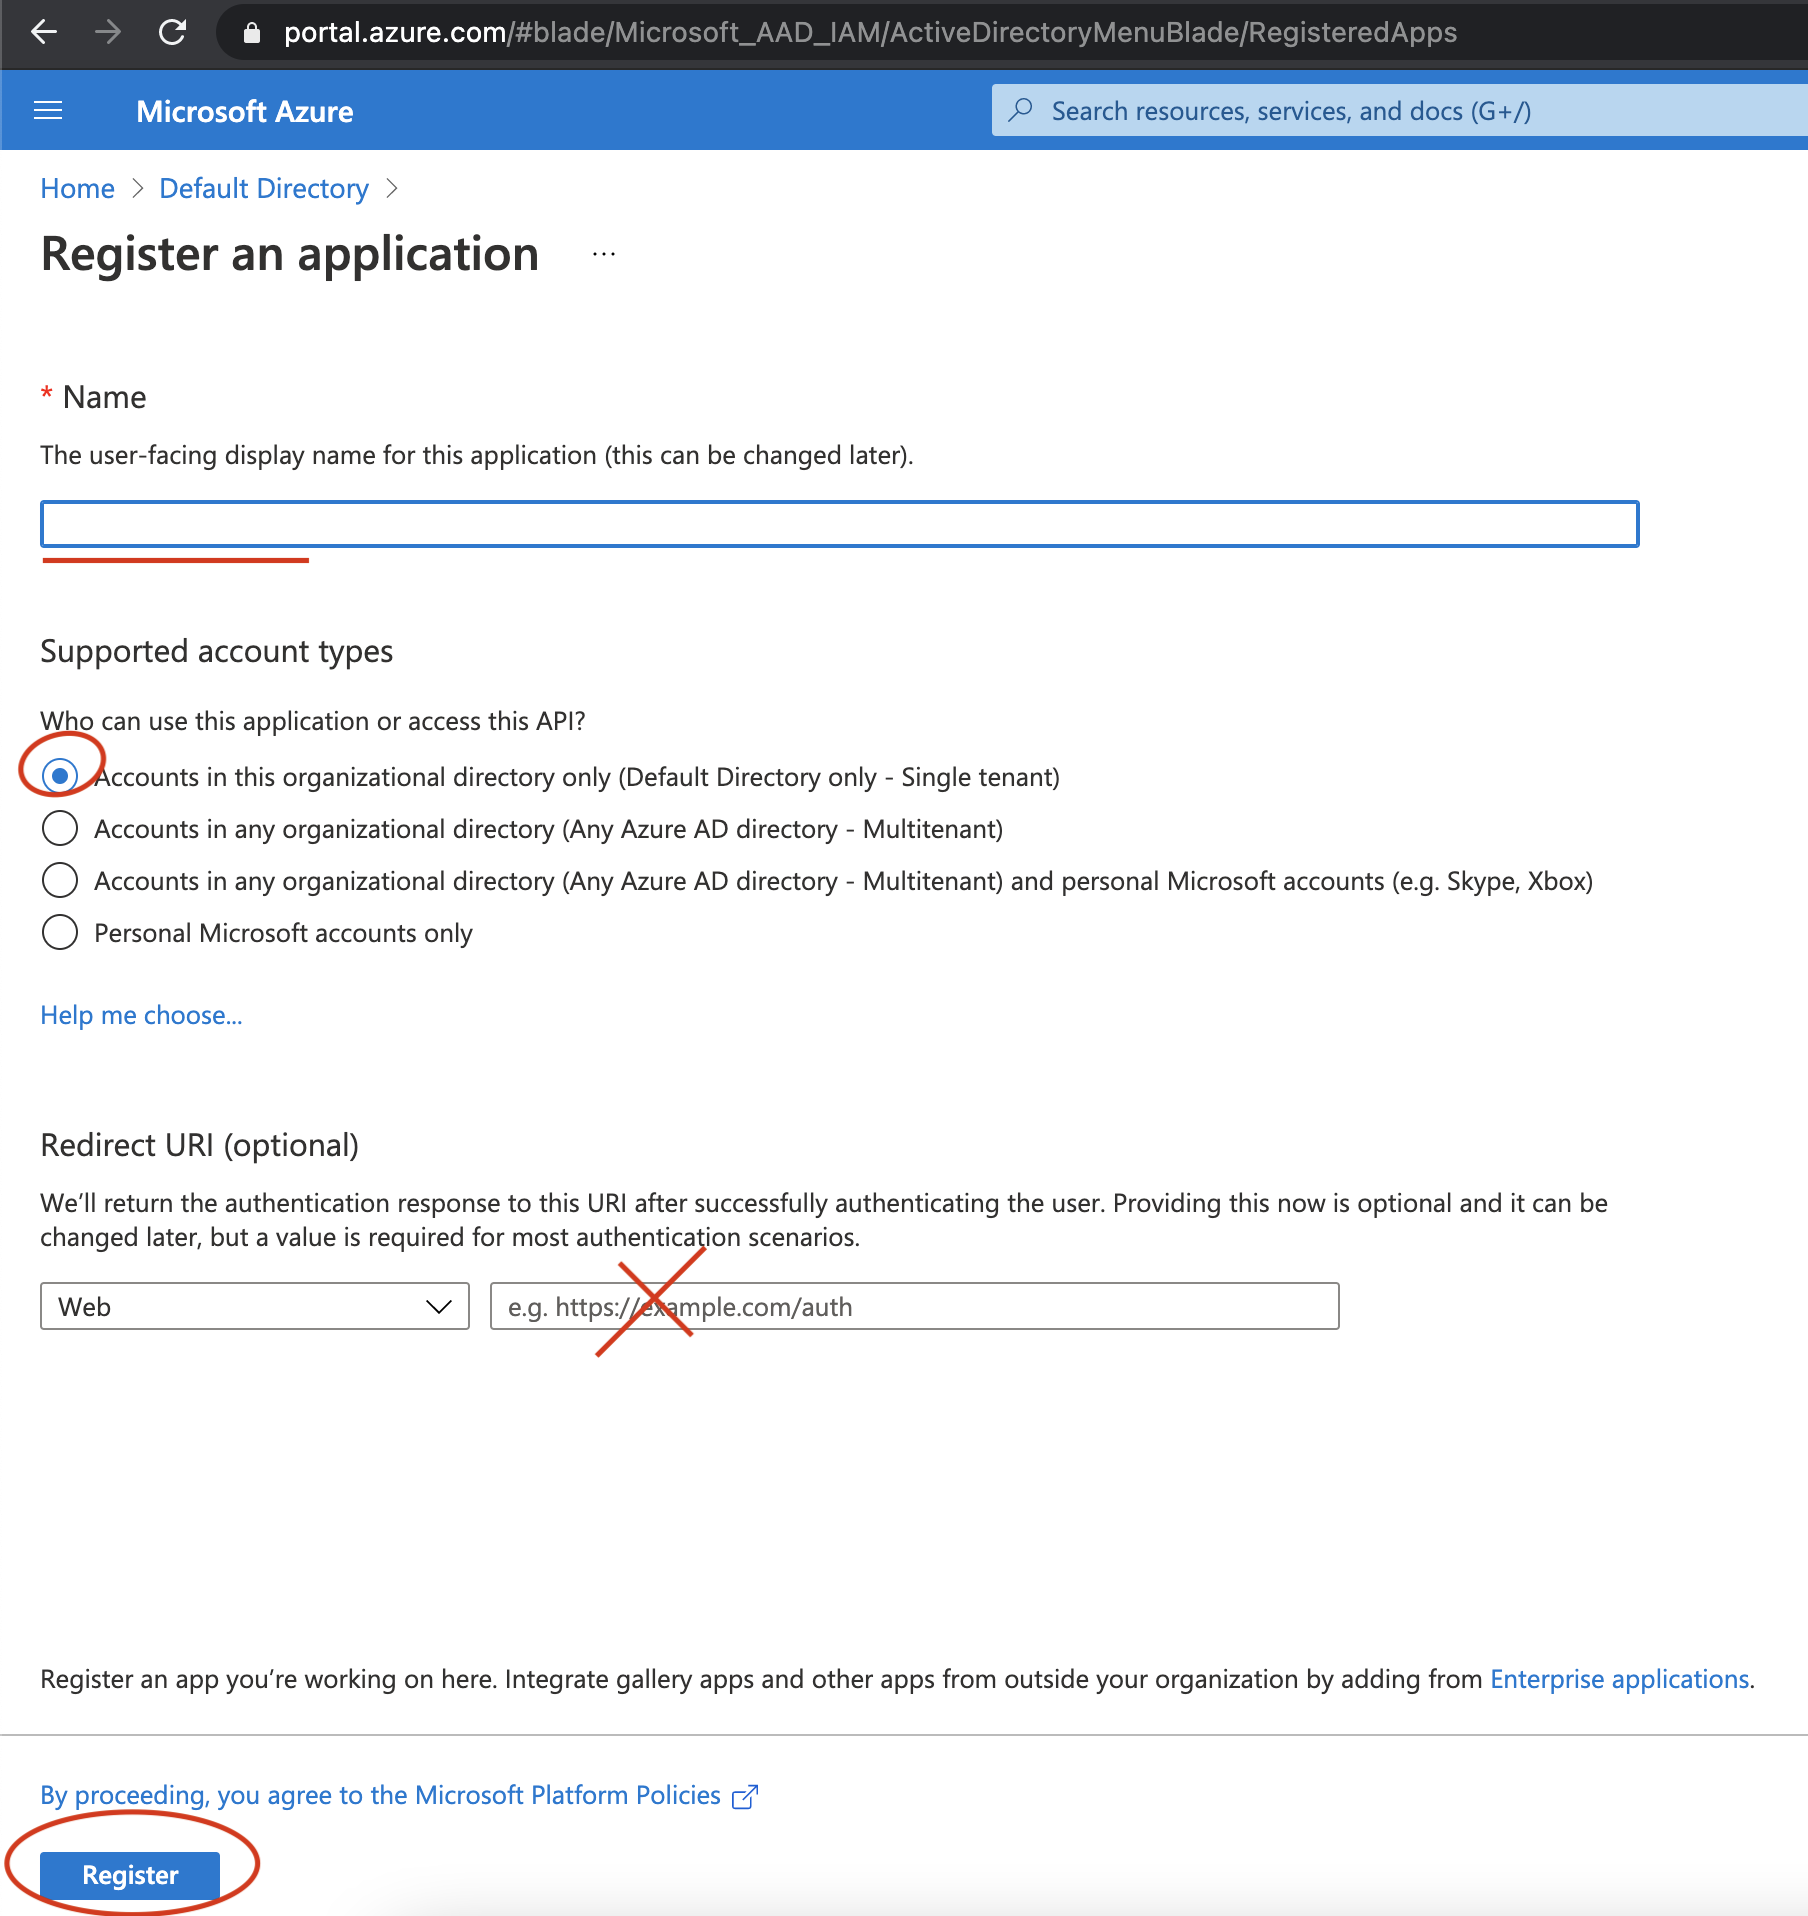 portal.azure.com/#blade/Microsoft_AAD_IAM/ActiveDirectoryMenuBlade/RegisteredApps
Microsoft Azure
Search resources, services, and docs (G+/)
Home > Default Directory >
Register an application ...
* Name
The user-facing display name for this application (this can be changed later).
Supported account types
Who can use this application or access this API?
Accounts in this organizational directory only (Default Directory only - Single tenant)
Accounts in any organizational directory (Any Azure AD directory - Multitenant)
Accounts in any organizational directory (Any Azure AD directory - Multitenant) and personal Microsoft accounts (e.g. Skype, Xbox)
Personal Microsoft accounts only
Help me choose...
Redirect URI (optional)
We’ll return the authentication response to this URI after successfully authenticating the user. Providing this now is optional and it can be
changed later, but a value is required for most authentication scenarios.
Web
e.g. https://example.com/auth
Register an app you’re working on here. Integrate gallery apps and other apps from outside your organization by adding from Enterprise applications.
By proceeding, you agree to the Microsoft Platform Policies
Register